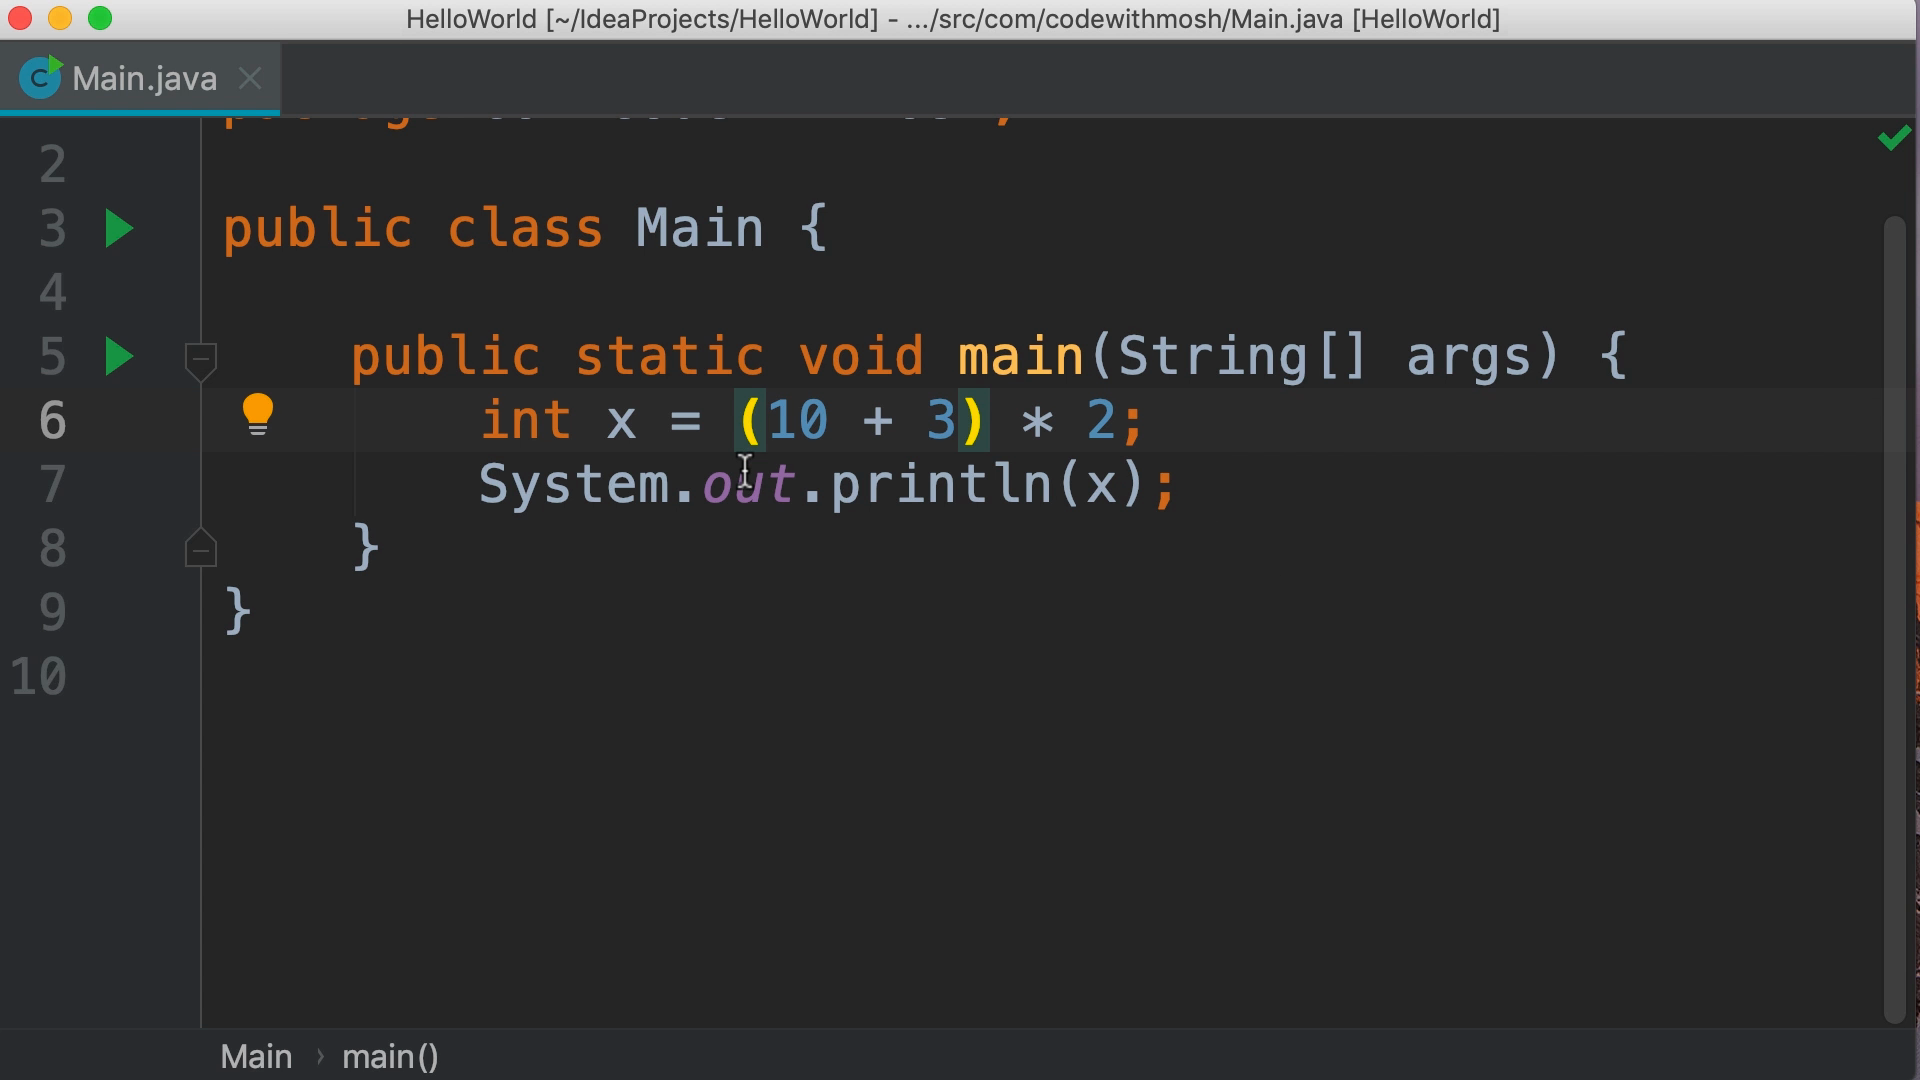 HelloWorld [~/IdeaProjects/HelloWorld] - .../src/com/codewithmosh/Main.java [HelloWorld]
Main.java
2
3 public class Main {
4
5 public static void main(String[] args) {
6 int x = (10 + 3) * 2;
7 System.out.println(x);
8 }
9 }
10
Main › main()